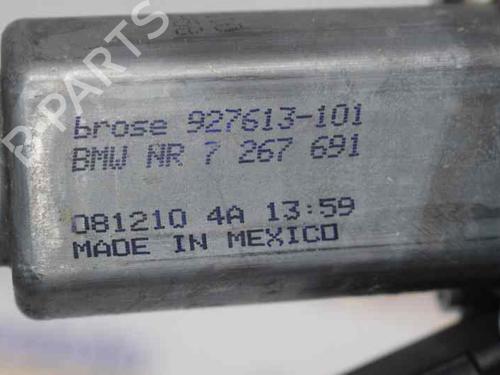 brose 927613-101
BMW NR 7 267 691
081210 4A 13:59
MADE IN MEXICO
B-PARTS